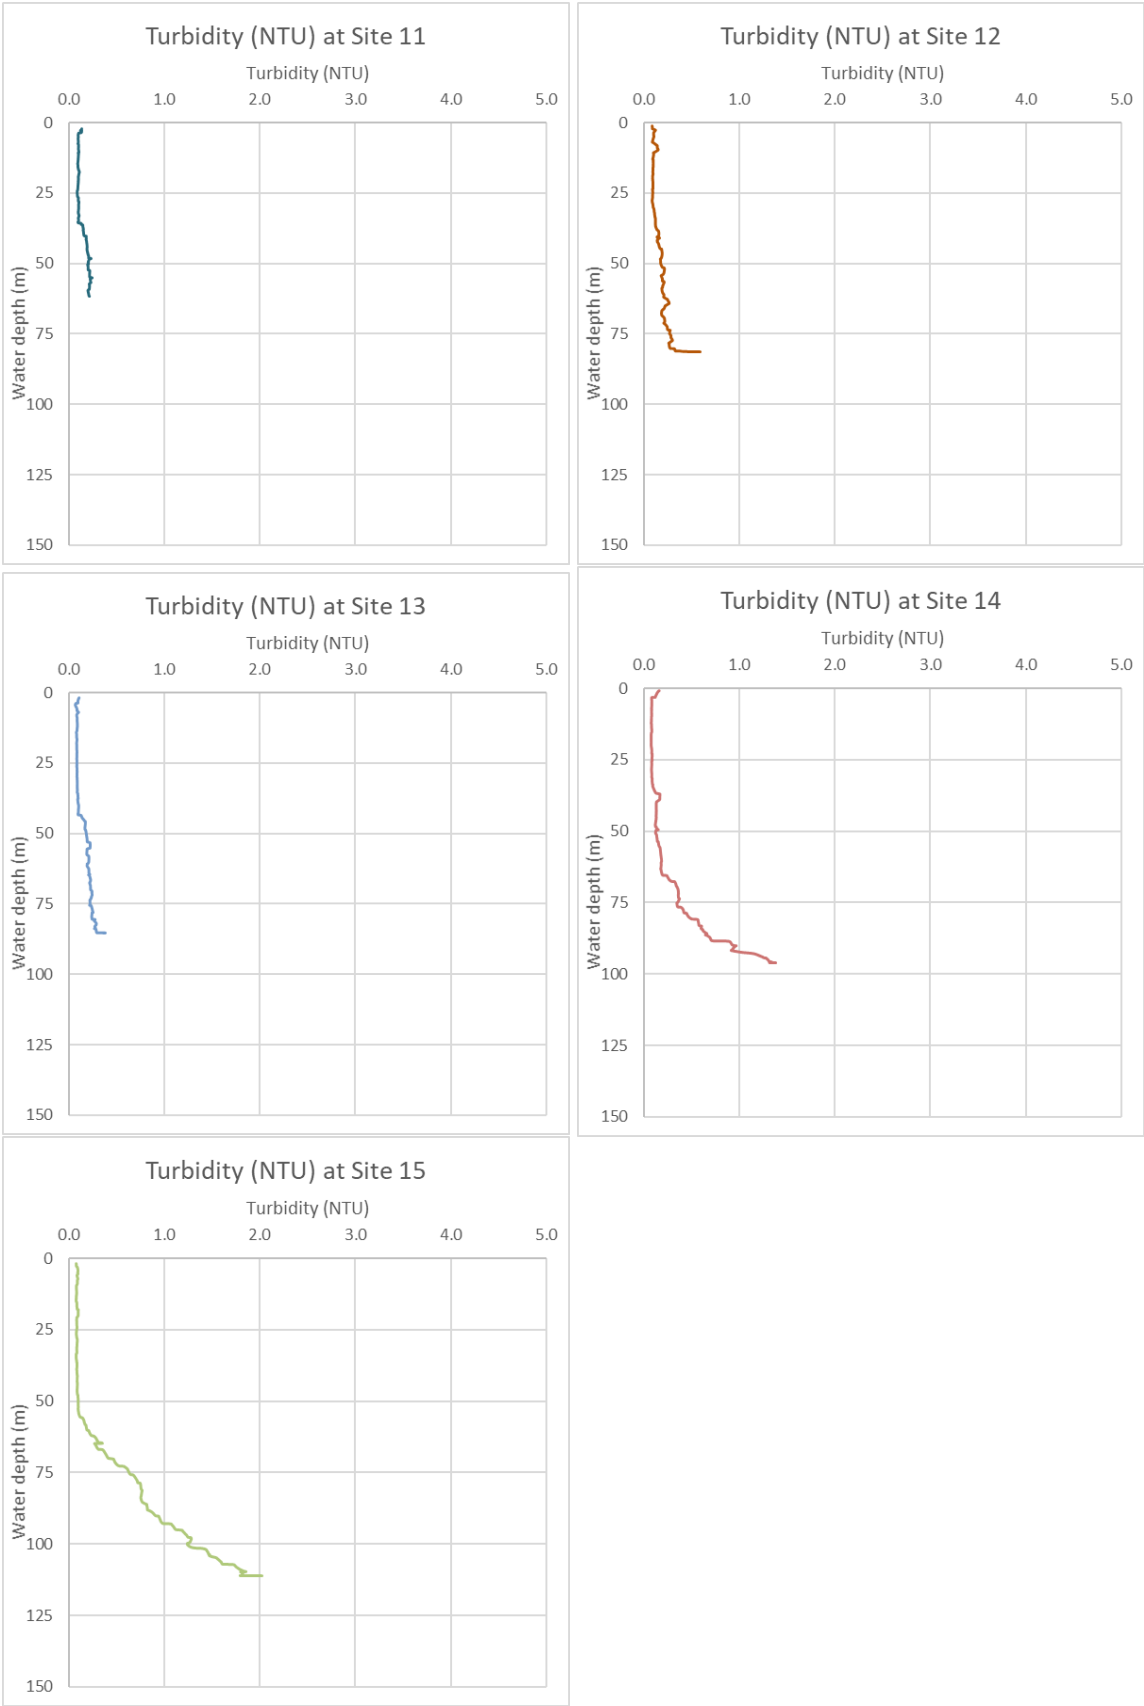 Turbidity (NTU) at Site 11
Turbidity (NTU)
0.0 1.0 2.0 3.0 4.0 5.0
0
25
50
75
100
125
150
Water depth (m)
Turbidity (NTU) at Site 12
Turbidity (NTU)
0.0 1.0 2.0 3.0 4.0 5.0
0
25
50
75
100
125
150
Water depth (m)
Turbidity (NTU) at Site 13
Turbidity (NTU)
0.0 1.0 2.0 3.0 4.0 5.0
0
25
50
75
100
125
150
Water depth (m)
Turbidity (NTU) at Site 14
Turbidity (NTU)
0.0 1.0 2.0 3.0 4.0 5.0
0
25
50
75
100
125
150
Water depth (m)
Turbidity (NTU) at Site 15
Turbidity (NTU)
0.0 1.0 2.0 3.0 4.0 5.0
0
25
50
75
100
125
150
Water depth (m)